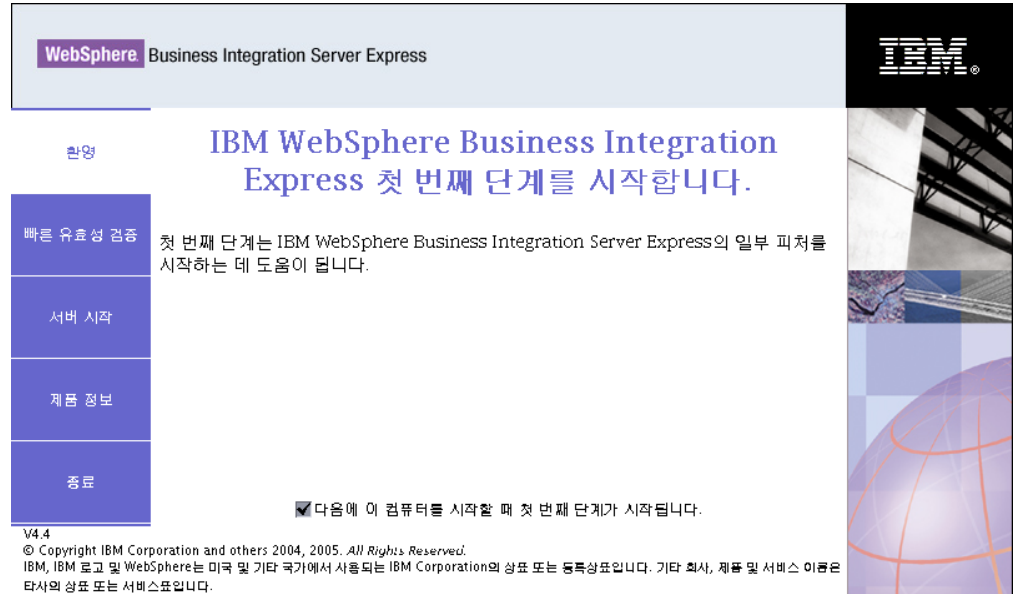 WebSphere. Business Integration Server Express
IBM®
환영
빠른 유효성 검증
서버 시작
제품 정보
종료
IBM WebSphere Business Integration
Express 첫 번째 단계를 시작합니다.
첫 번째 단계는 IBM WebSphere Business Integration Server Express의 일부 피처를
시작하는 데 도움이 됩니다.
다음에 이 컴퓨터를 시작할 때 첫 번째 단계가 시작됩니다.
V4.4
© Copyright IBM Corporation and others 2004, 2005. All Rights Reserved.
IBM, IBM 로고 및 WebSphere는 미국 및 기타 국가에서 사용되는 IBM Corporation의 상표 또는 등록상표입니다. 기타 회사, 제품 및 서비스 이름은
타사의 상표 또는 서비스표입니다.